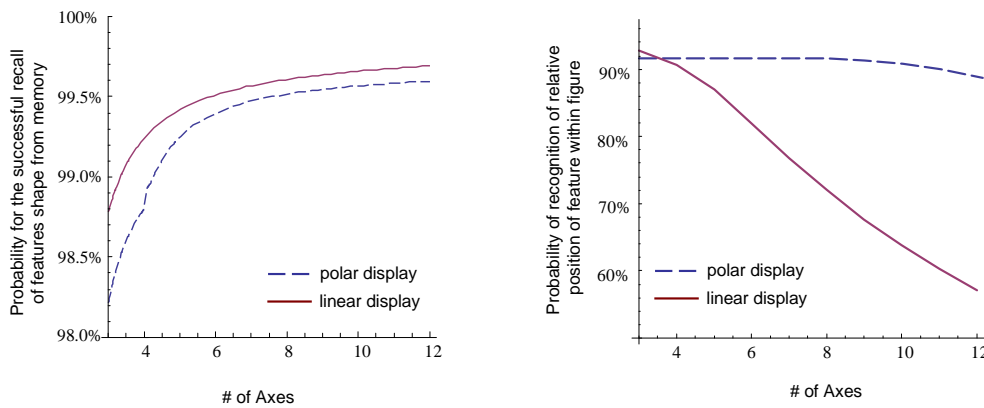 Probability for the successful recall
of features shape from memory
100%
99.5%
99.0%
98.5%
98.0%
polar display
linear display
4
6
8
10
12
# of Axes
Probability of recognition of relative
position of feature within figure
90%
80%
70%
60%
polar display
linear display
4
6
8
10
12
# of Axes